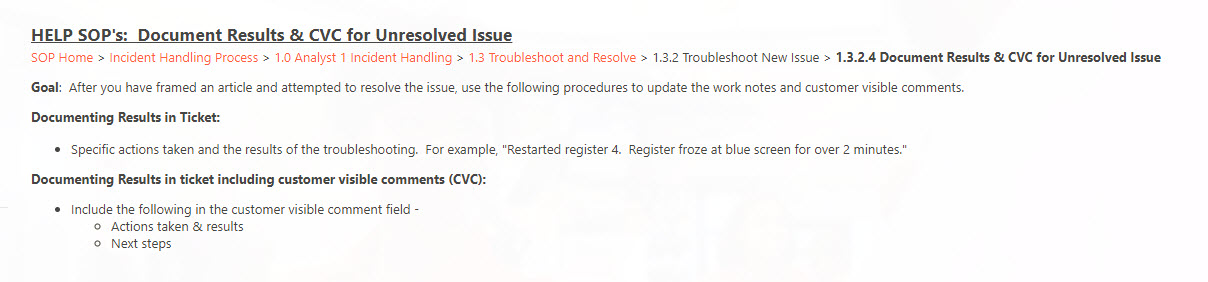 HELP SOP's:  Document Results & CVC for Unresolved Issue
SOP Home > Incident Handling Process > 1.0 Analyst 1 Incident Handling > 1.3 Troubleshoot and Resolve > 1.3.2 Troubleshoot New Issue > 1.3.2.4 Document Results & CVC for Unresolved Issue
Goal:  After you have framed an article and attempted to resolve the issue, use the following procedures to update the work notes and customer visible comments.
Documenting Results in Ticket:
• Specific actions taken and the results of the troubleshooting.  For example, "Restarted register 4.  Register froze at blue screen for over 2 minutes."
Documenting Results in ticket including customer visible comments (CVC):
• Include the following in the customer visible comment field -
○ Actions taken & results
○ Next steps